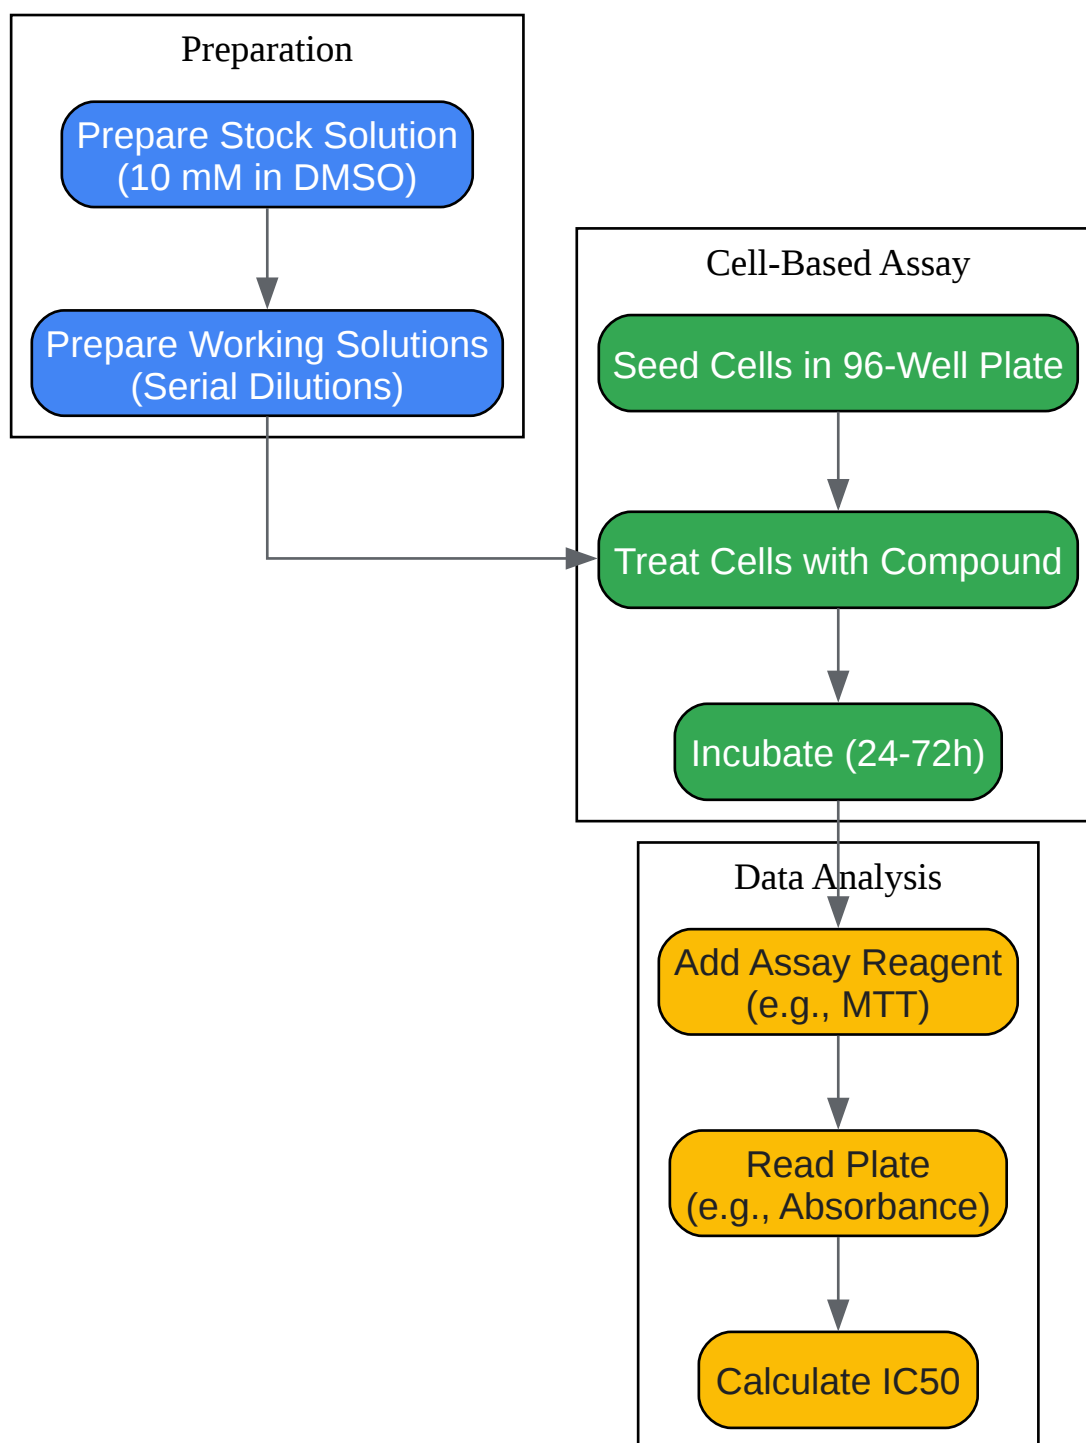 Preparation
Prepare Stock Solution
(10 mM in DMSO)
Prepare Working Solutions
(Serial Dilutions)
Cell-Based Assay
Seed Cells in 96-Well Plate
Treat Cells with Compound
Incubate (24-72h)
Data Analysis
Add Assay Reagent
(e.g., MTT)
Read Plate
(e.g., Absorbance)
Calculate IC50